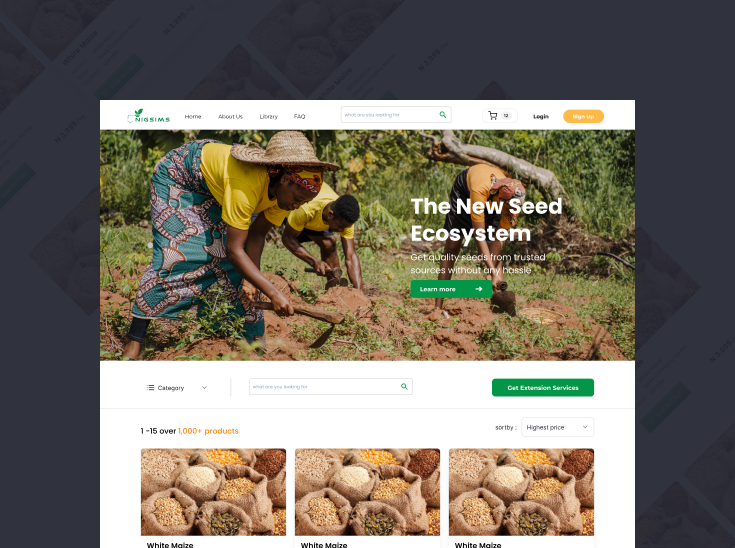 NIGSIMS
Home About Us Library FAQ
what are you looking for
12
Login
Sign Up
The New Seed
Ecosystem
Get quality seeds from trusted
sources without any hassle
Learn more
Category
what are you looking for
Get Extension Services
1 -15 over 1,000+ products
sortby :
Highest price
White Maize
White Maize
White Maize